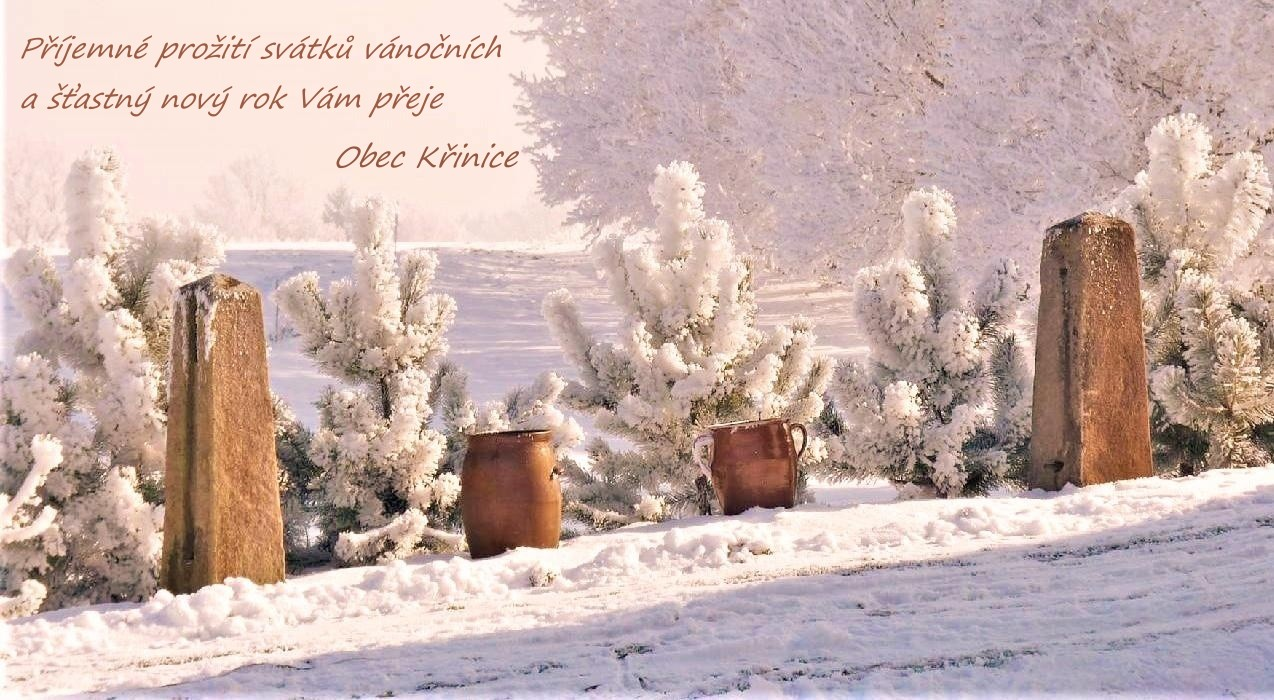 Příjemné prožití svátků vánočních
a šťastný nový rok Vám přeje
Obec Křinice